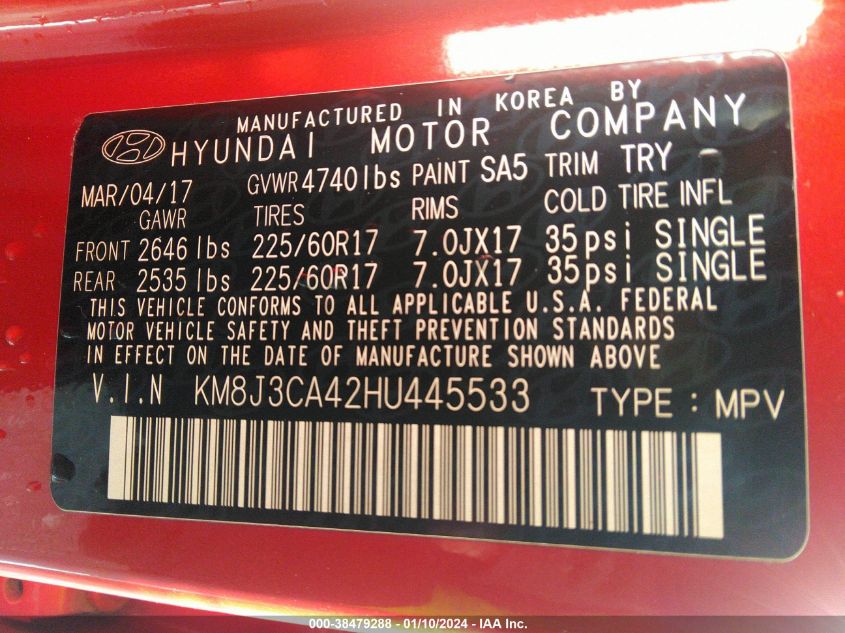 MANUFACTURED IN KOREA BY
HYUNDAI MOTOR COMPANY
MAR/04/17 GVWR 4740lbs PAINT SA5 TRIM TRY
GAWR TIRES RIMS COLD TIRE INFL
FRONT 2646 lbs 225/60R17 7.0JX17 35psi SINGLE
REAR 2535 lbs 225/60R17 7.0JX17 35psi SINGLE
THIS VEHICLE CONFORMS TO ALL APPLICABLE U.S.A. FEDERAL
MOTOR VEHICLE SAFETY AND THEFT PREVENTION STANDARDS
IN EFFECT ON THE DATE OF MANUFACTURE SHOWN ABOVE
V.I.N KM8J3CA42HU445533 TYPE : MPV
000-38479288 - 01/10/2024 - IAA Inc.